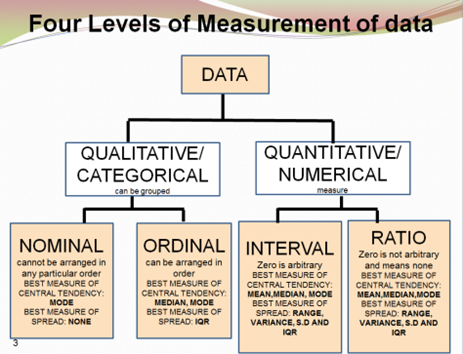 Four Levels of Measurement of data
DATA
QUALITATIVE/
CATEGORICAL
can be grouped
QUANTITATIVE/
NUMERICAL
measure
NOMINAL
cannot be arranged in
any particular order
BEST MEASURE OF
CENTRAL TENDENCY:
MODE
BEST MEASURE OF
SPREAD: NONE
ORDINAL
can be arranged in
order
BEST MEASURE OF
CENTRAL TENDENCY:
MEDIAN, MODE
BEST MEASURE OF
SPREAD: IQR
INTERVAL
Zero is arbitrary
BEST MEASURE OF
CENTRAL TENDENCY:
MEAN,MEDIAN, MODE
BEST MEASURE OF
SPREAD: RANGE,
VARIANCE, S.D AND
IQR
RATIO
Zero is not arbitrary
and means none
BEST MEASURE OF
CENTRAL TENDENCY:
MEAN,MEDIAN,MODE
BEST MEASURE OF
SPREAD: RANGE,
VARIANCE, S.D AND
IQR
3